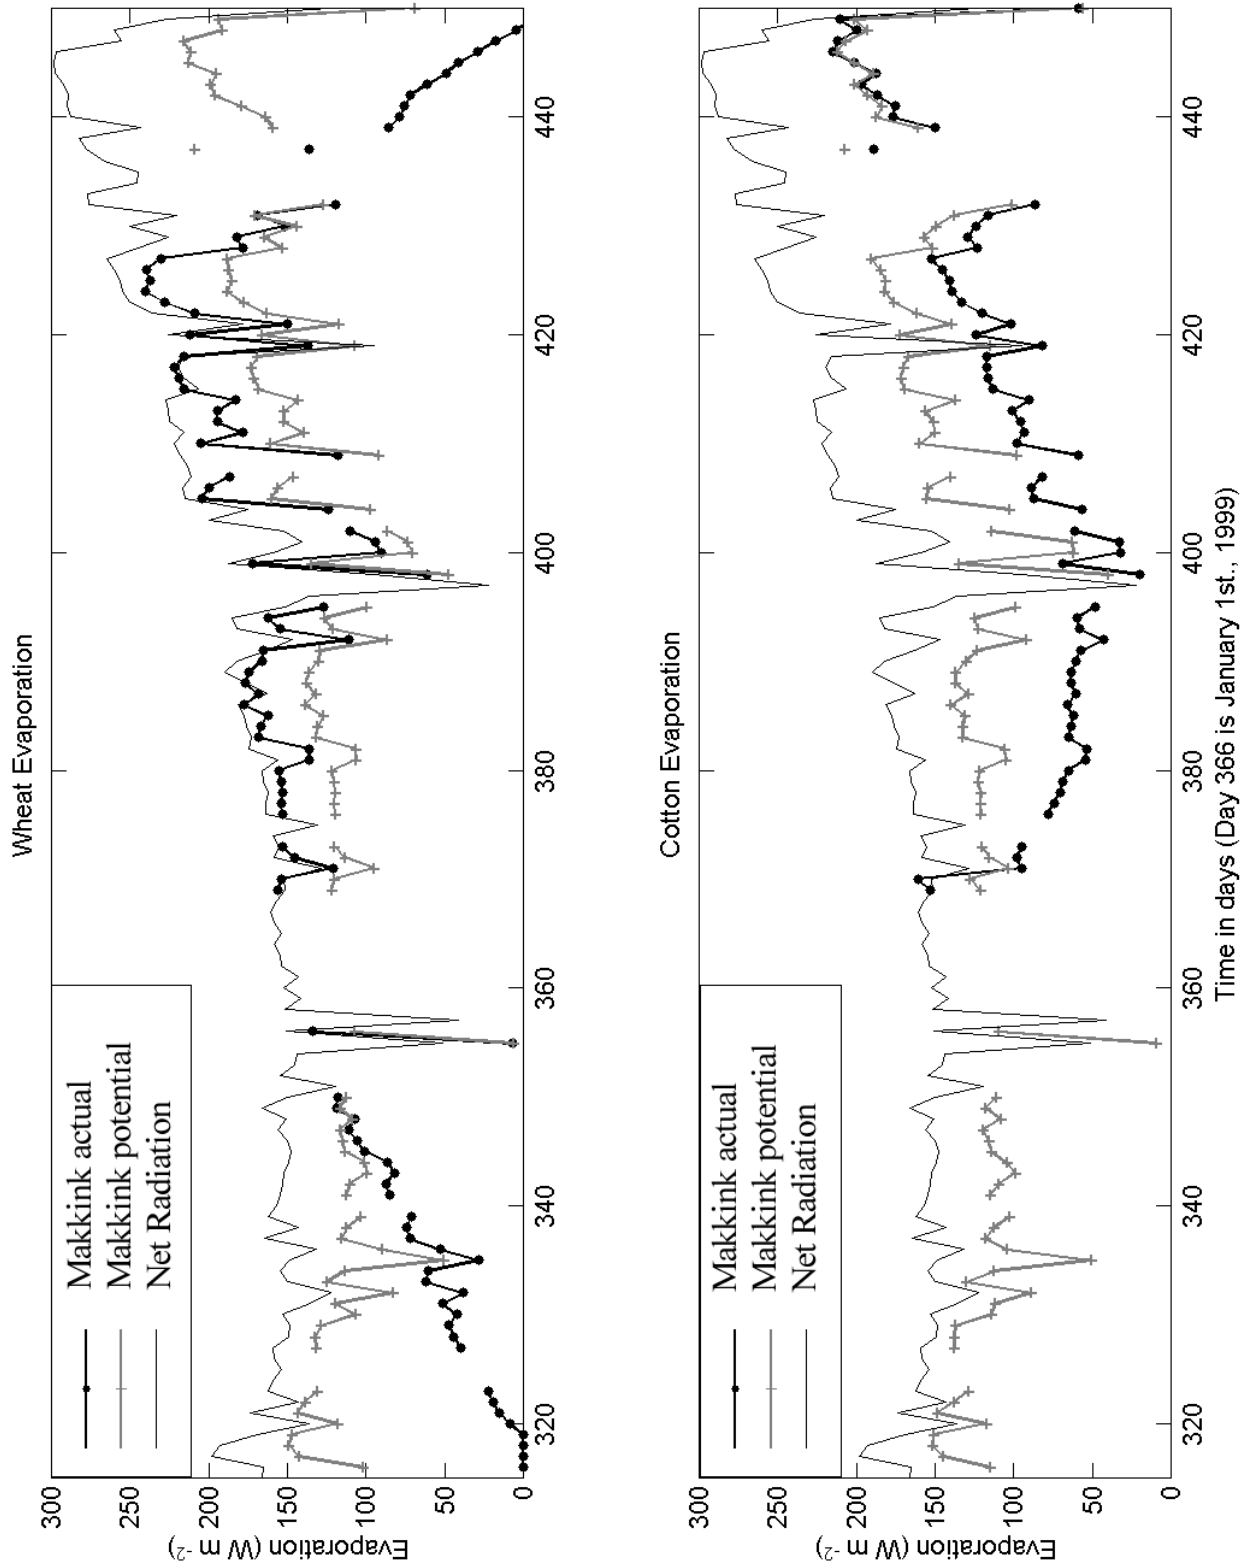 Wheat Evaporation
300
250
200
150
100
50
0
Evaporation (W m⁻²)
Makkink actual
Makkink potential
Net Radiation
320
340
360
380
400
420
440
Cotton Evaporation
300
250
200
150
100
50
0
Evaporation (W m⁻²)
Makkink actual
Makkink potential
Net Radiation
320
340
360
380
400
420
440
Time in days (Day 366 is January 1st., 1999)